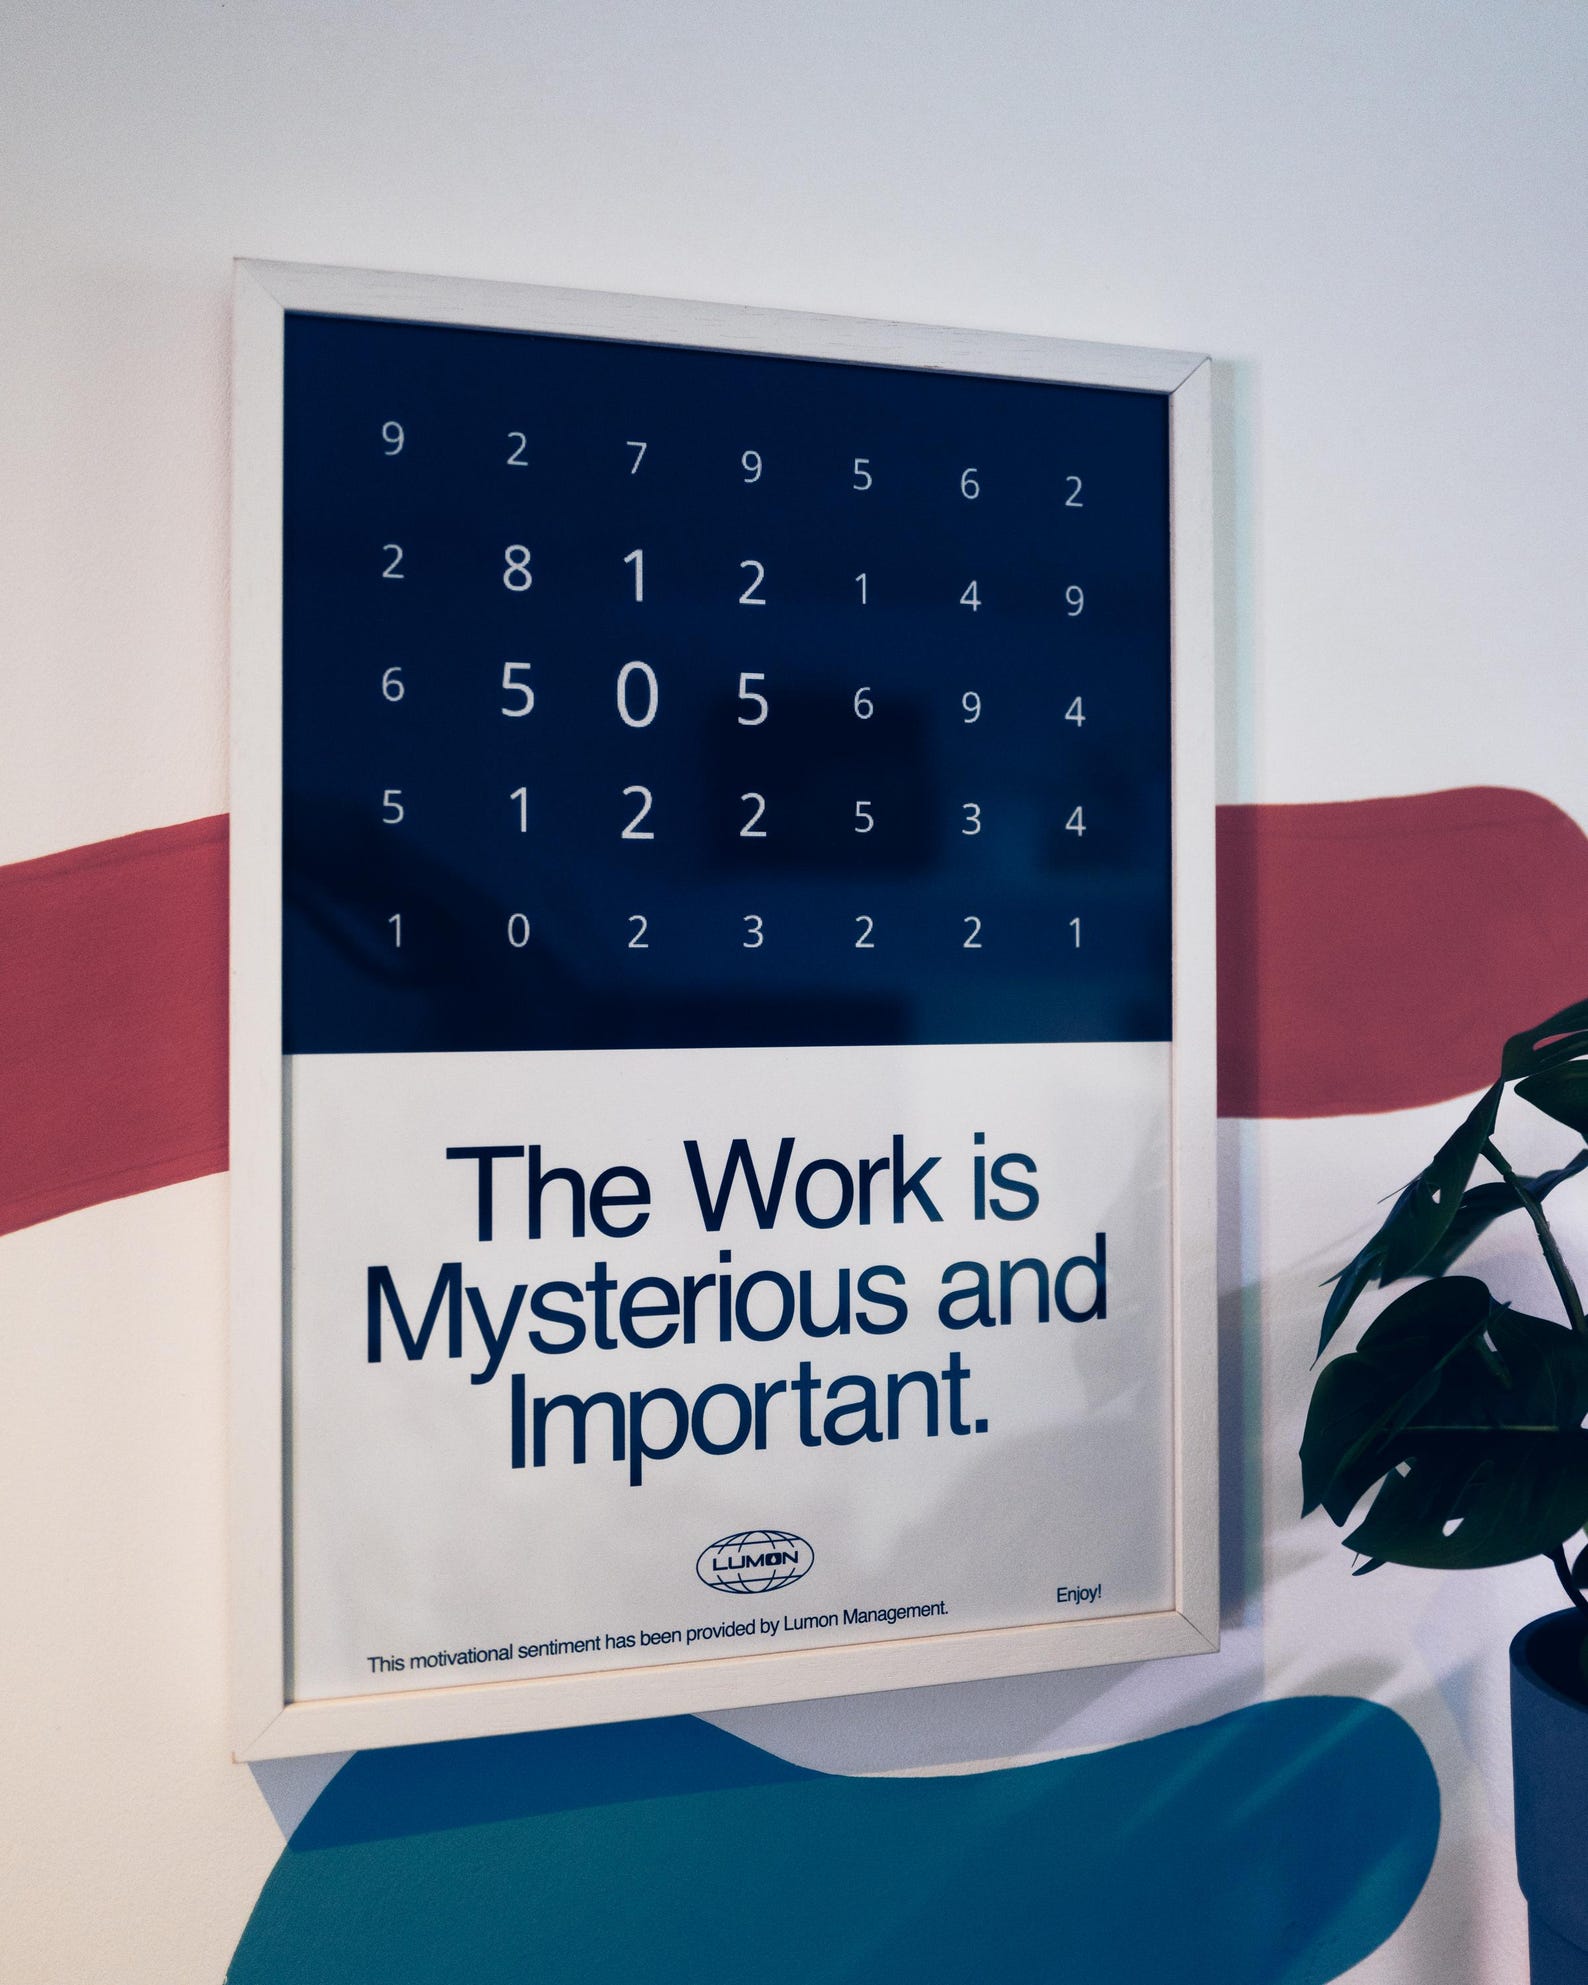 9 2 7 9 5 6 2
2 8 1 2 1 4 9
6 5 0 5 6 9 4
5 1 2 2 5 3 4
1 0 2 3 2 2 1
The Work is
Mysterious and
Important.
LUMON
This motivational sentiment has been provided by Lumon Management.
Enjoy!